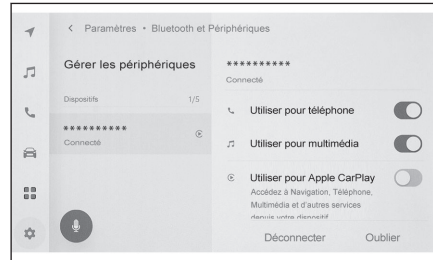 < Paramètres • Bluetooth et Périphériques
Gérer les périphériques
Dispositifs 1/5
**********
Connecté
**********
Connecté
Utiliser pour téléphone
Utiliser pour multimédia
Utiliser pour Apple CarPlay
Accédez à Navigation, Téléphone,
Multimédia et d'autres services
depuis votre dispositif
Déconnecter Oublier